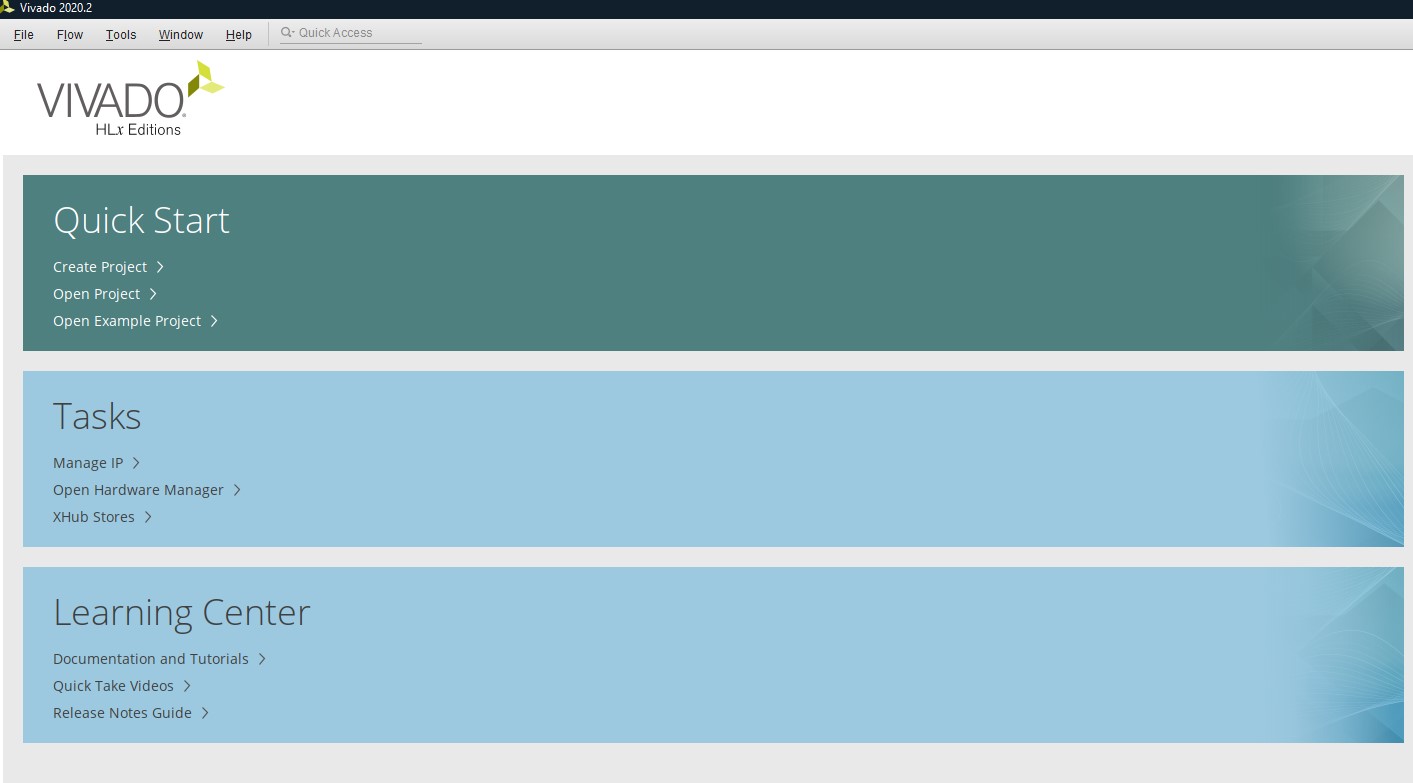 Vivado 2020.2
File Flow Tools Window Help Quick Access
VIVADO
HLx Editions
Quick Start
Create Project
Open Project
Open Example Project
Tasks
Manage IP
Open Hardware Manager
XHub Stores
Learning Center
Documentation and Tutorials
Quick Take Videos
Release Notes Guide